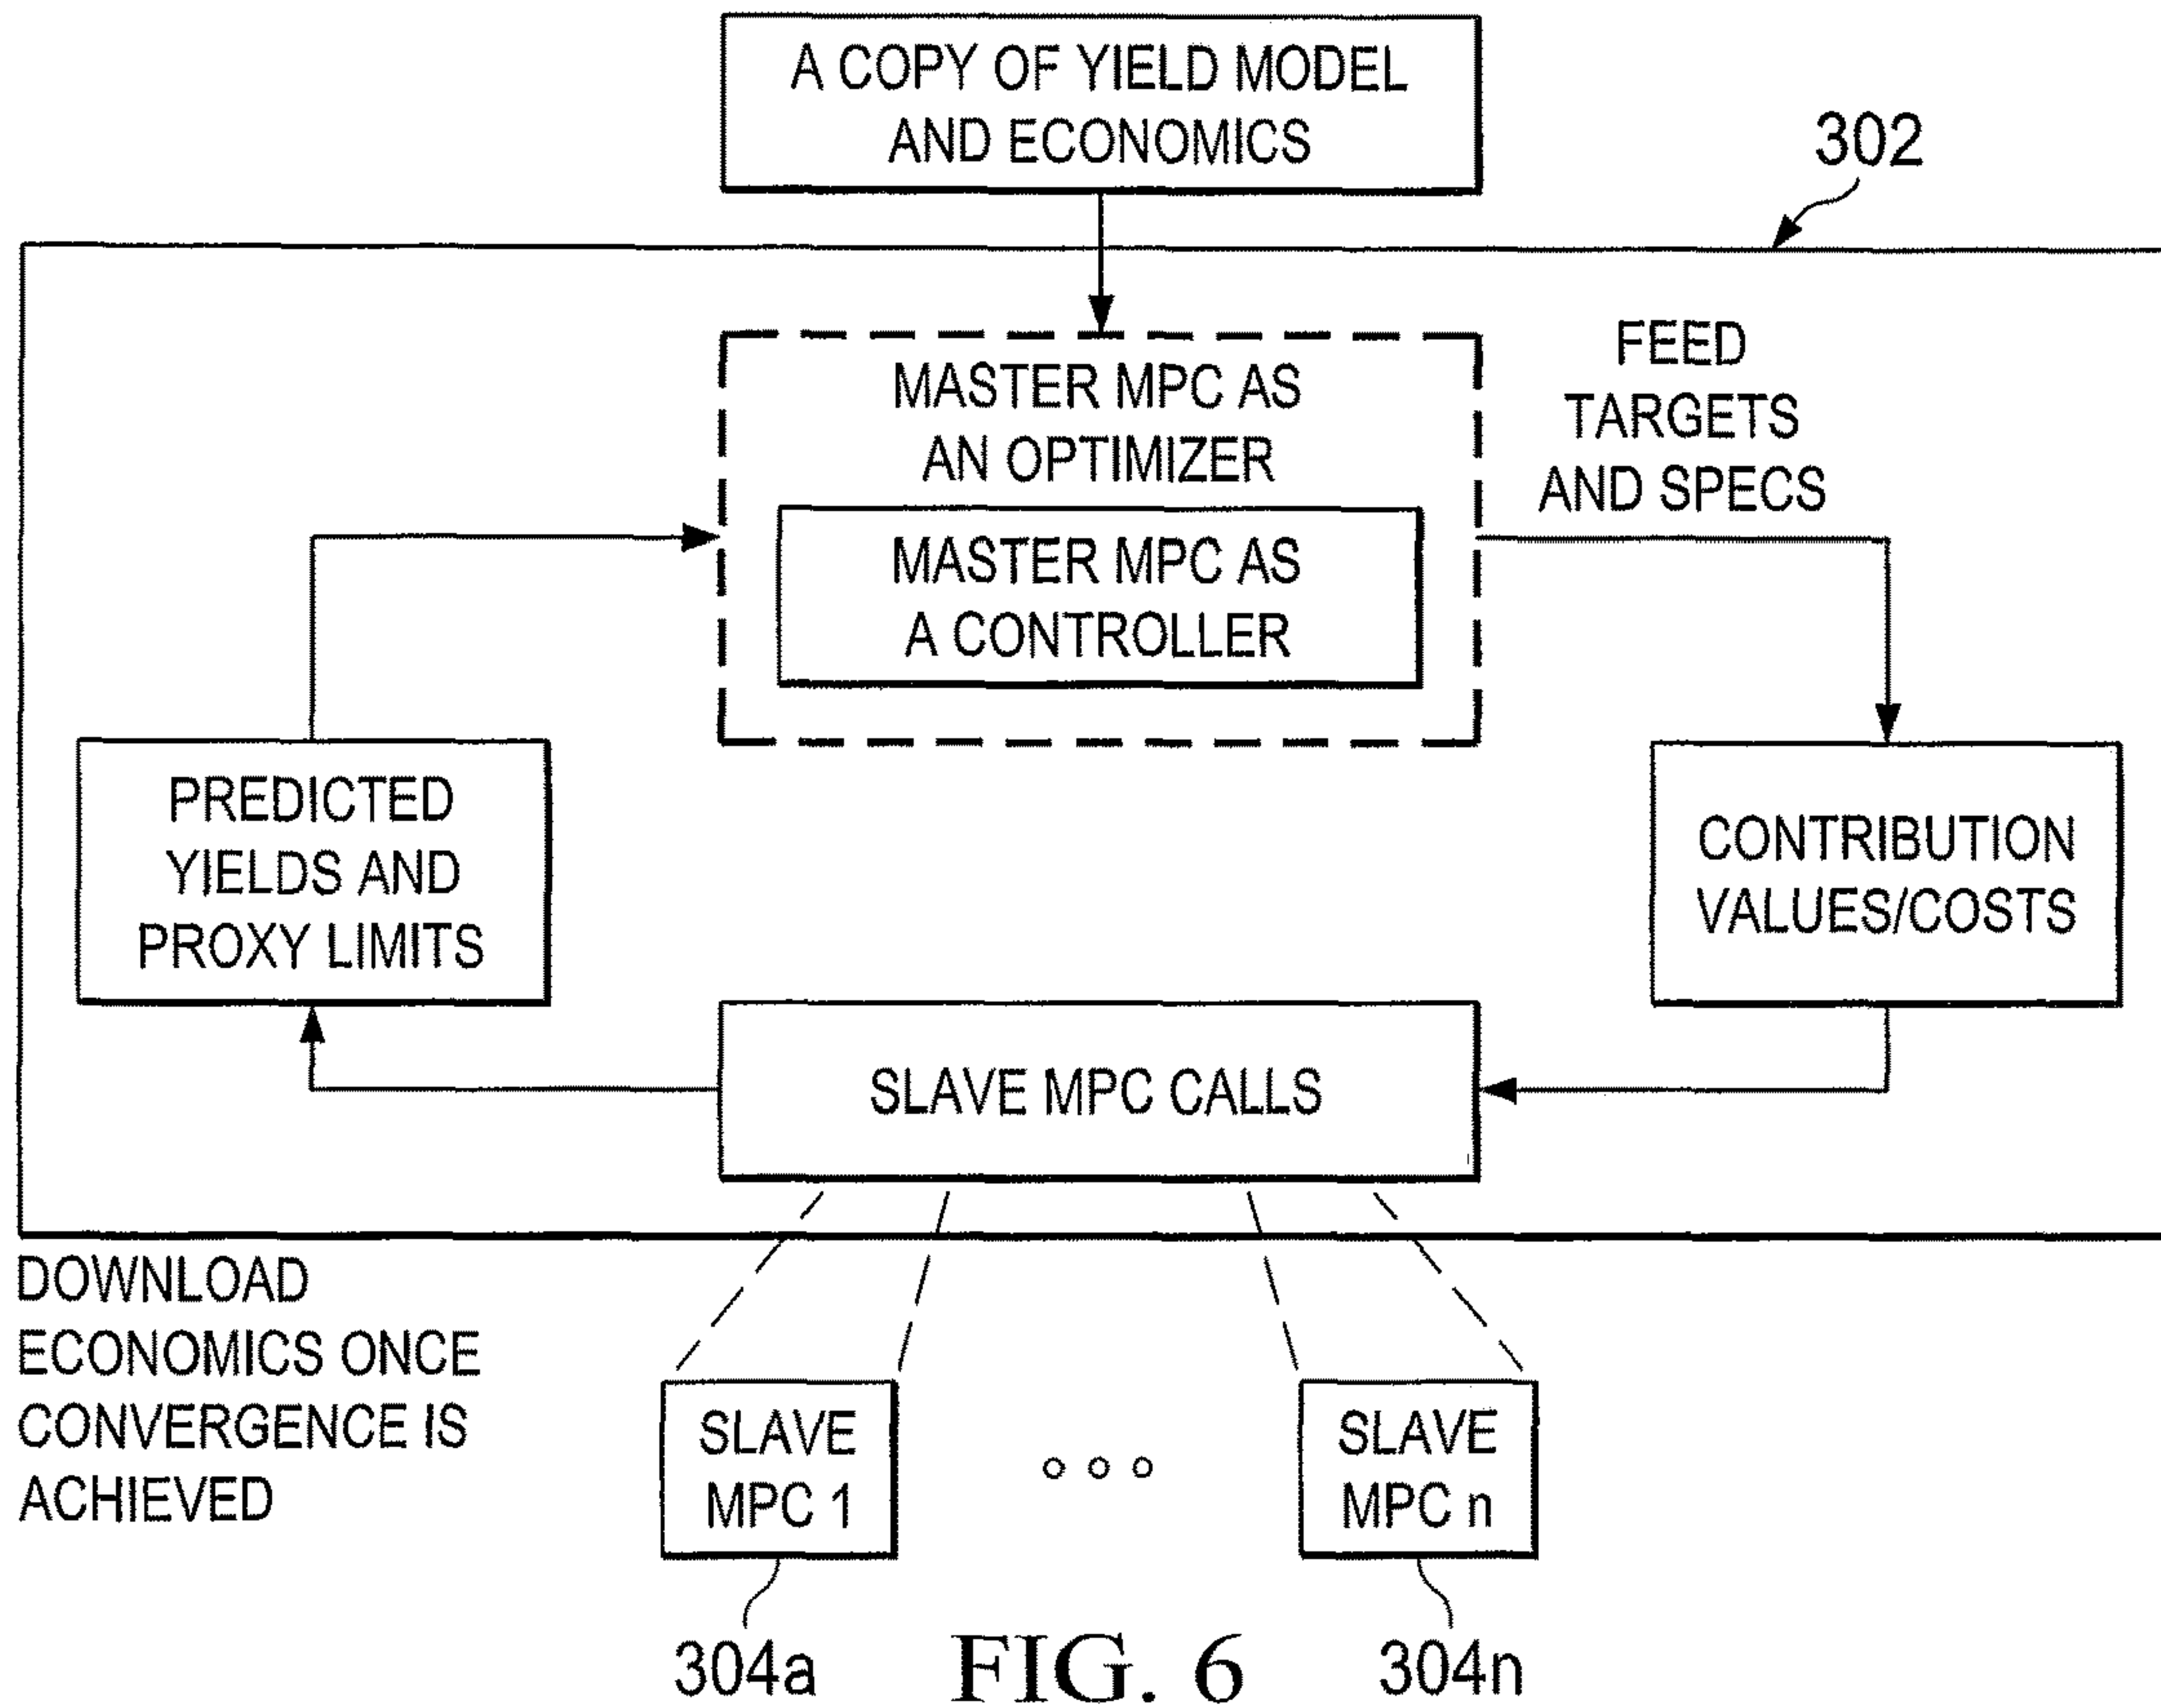 A COPY OF YIELD MODEL
AND ECONOMICS
302
MASTER MPC AS
AN OPTIMIZER
MASTER MPC AS
A CONTROLLER
FEED
TARGETS
AND SPECS
PREDICTED
YIELDS AND
PROXY LIMITS
CONTRIBUTION
VALUES/COSTS
SLAVE MPC CALLS
DOWNLOAD
ECONOMICS ONCE
CONVERGENCE IS
ACHIEVED
SLAVE
MPC 1
SLAVE
MPC n
304a
304n
FIG. 6